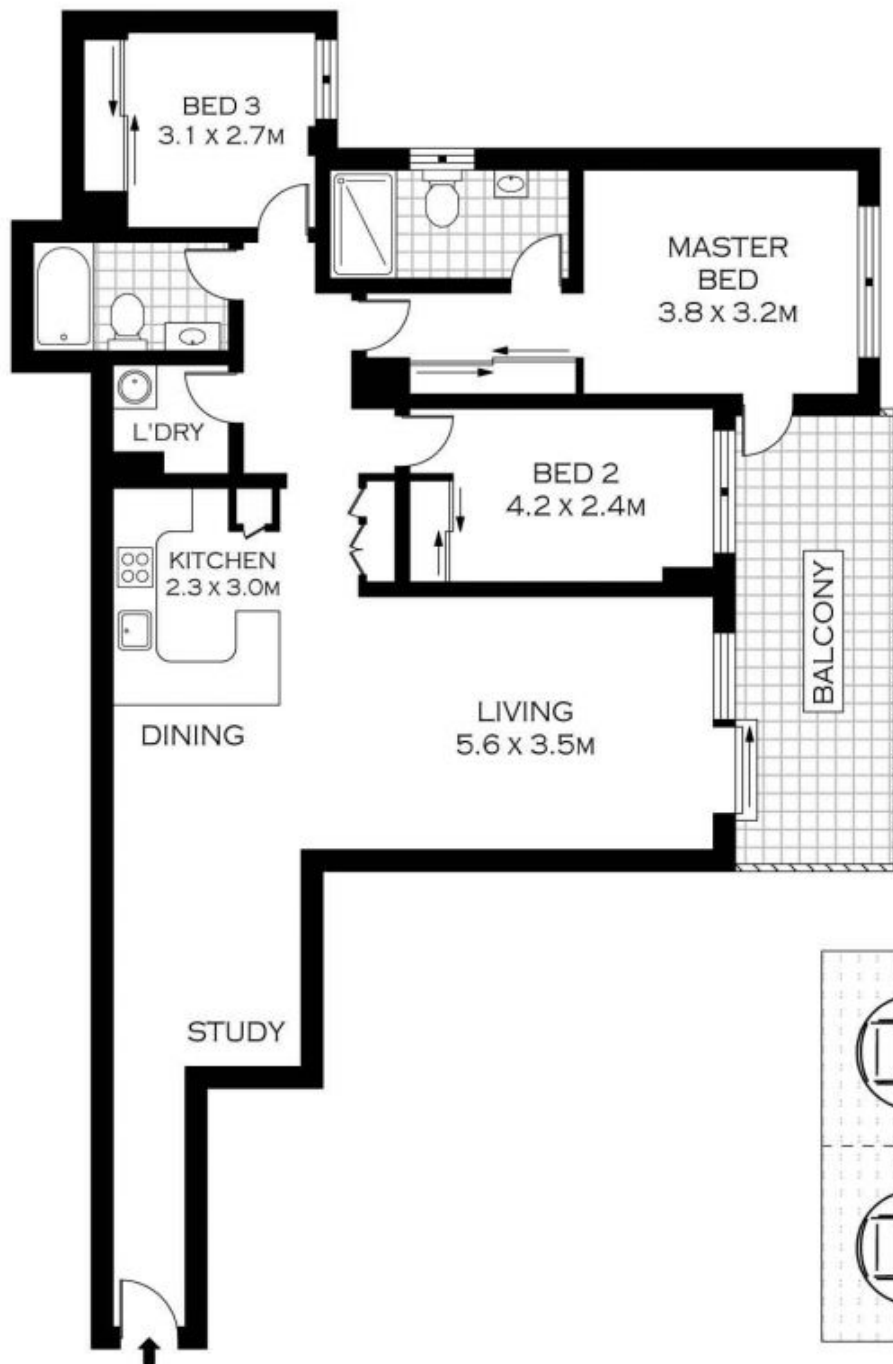 BED 3
3.1 X 2.7M
MASTER
BED
3.8 X 3.2M
L'DRY
BED 2
4.2 X 2.4M
KITCHEN
2.3 X 3.0M
BALCONY
LIVING
5.6 X 3.5M
DINING
STUDY